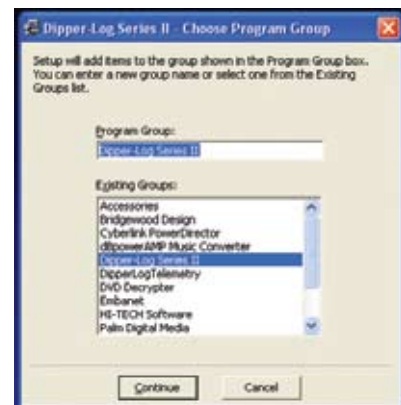 Dipper-Log Series II - Choose Program Group
Setup will add items to the group shown in the Program Group box.
You can enter a new group name or select one from the Existing
Groups list.
Program Group:
Dipper-Log Series II
Existing Groups:
Accessories
Bridgewood Design
Cyberlink PowerDirector
dBpowerAMP Music Converter
Dipper-Log Series II
DipperLogTelemetry
DVD Decrypter
Embanet
HI-TECH Software
Palm Digital Media
Continue
Cancel